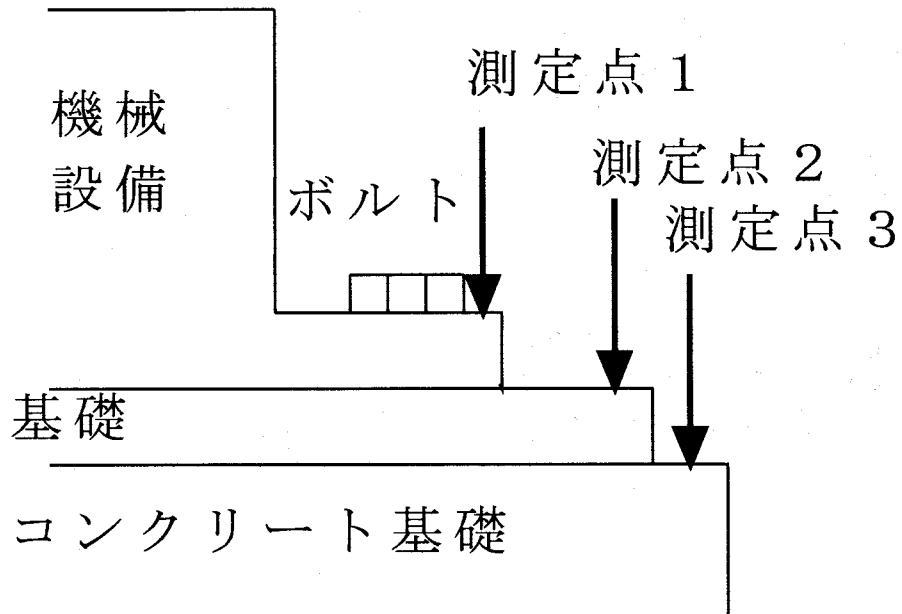 測定点1
機械
設備
測定点2
ボルト
測定点3
基礎
コンクリート基礎